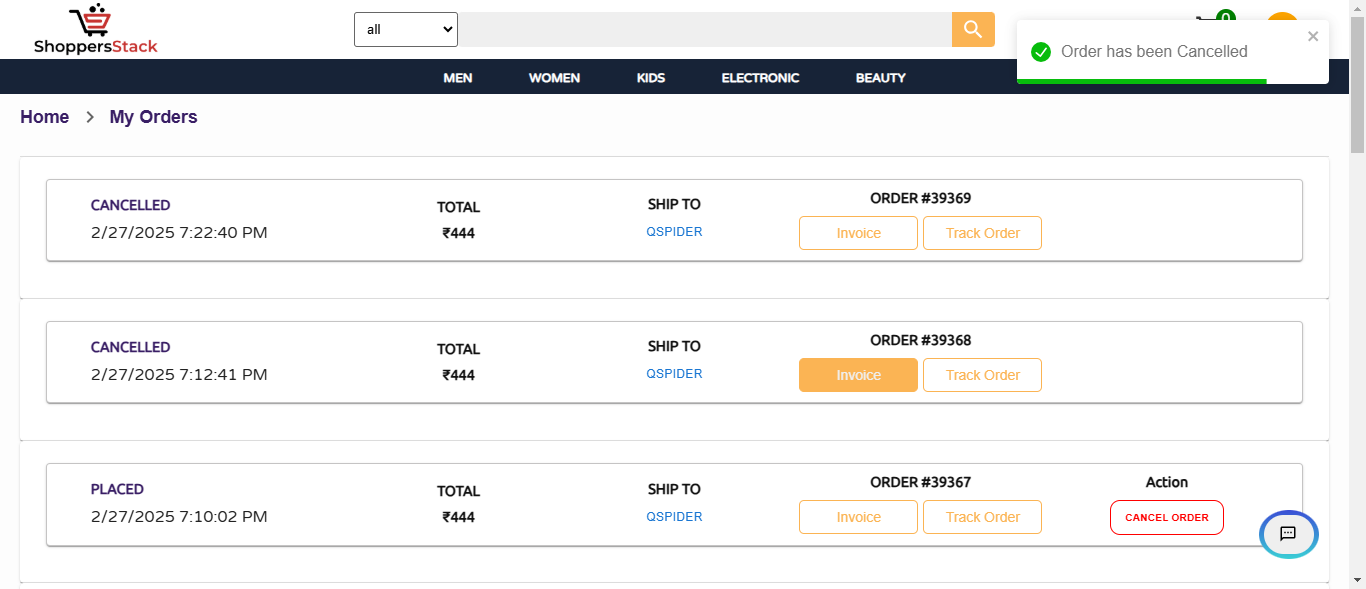 ShoppersStack
all
0
Order has been Cancelled
MEN WOMEN KIDS ELECTRONIC BEAUTY
Home > My Orders
CANCELLED TOTAL SHIP TO ORDER #39369
2/27/2025 7:22:40 PM ₹444 QSPIDER Invoice Track Order
CANCELLED TOTAL SHIP TO ORDER #39368
2/27/2025 7:12:41 PM ₹444 QSPIDER Invoice Track Order
PLACED TOTAL SHIP TO ORDER #39367 Action
2/27/2025 7:10:02 PM ₹444 QSPIDER Invoice Track Order CANCEL ORDER